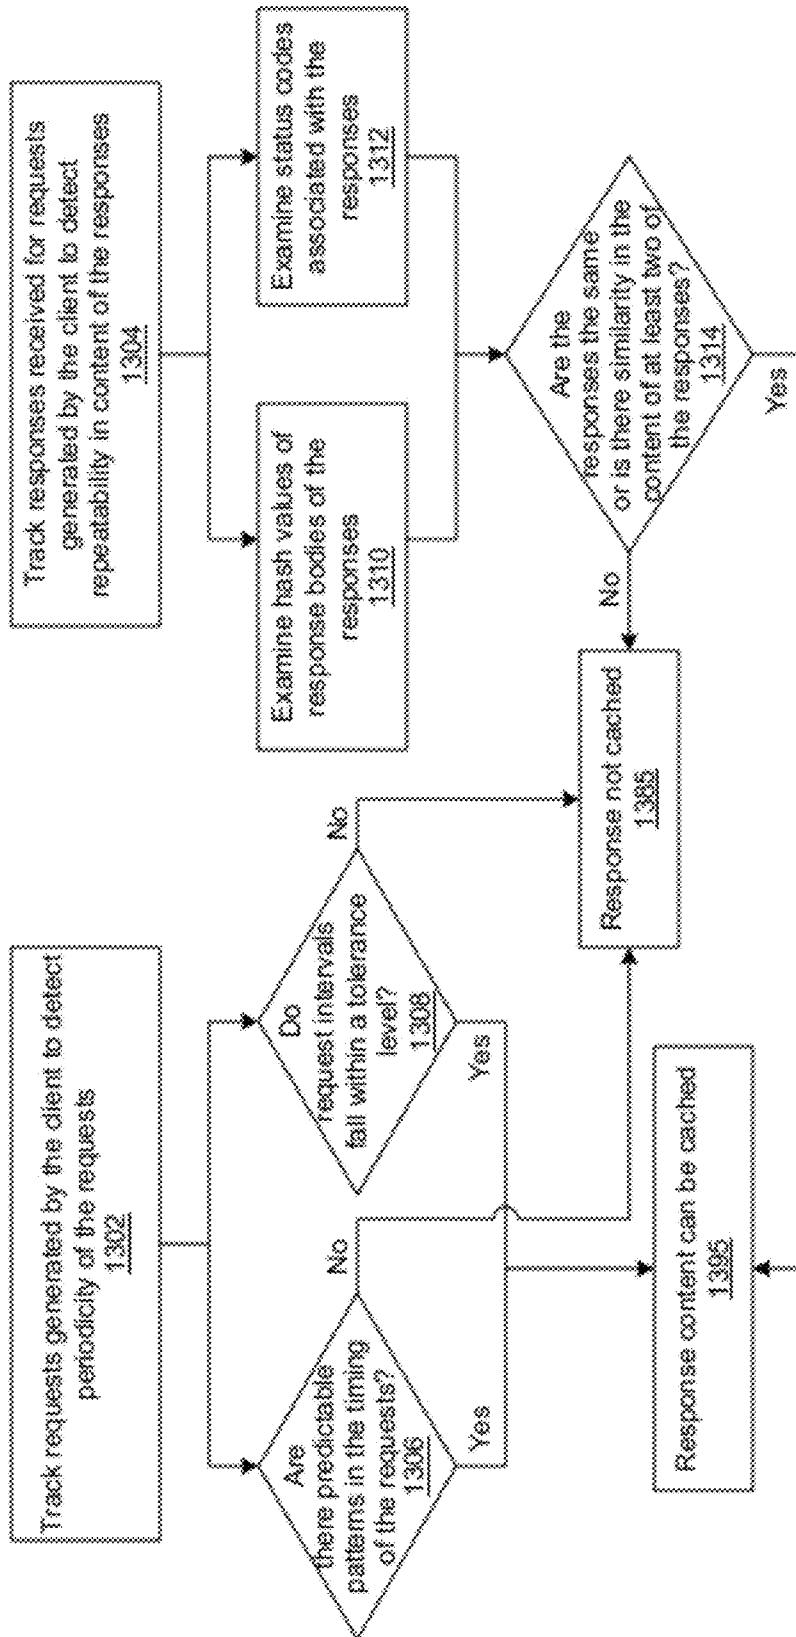 Track requests generated by the client to detect
periodicity of the requests
1302
Are
there predictable
patterns in the timing
of the requests?
1306
No
Yes
Do
request intervals
fall within a tolerance
level?
1308
No
Yes
Response content can be cached
1395
Response not cached
1385
Track responses received for requests
generated by the client to detect
repeatability in content of the responses
1304
Examine hash values of
response bodies of the
responses
1310
Examine status codes
associated with the
responses
1312
Are the
responses the same
or is there similarity in the
content of at least two of
the responses?
1314
No
Yes